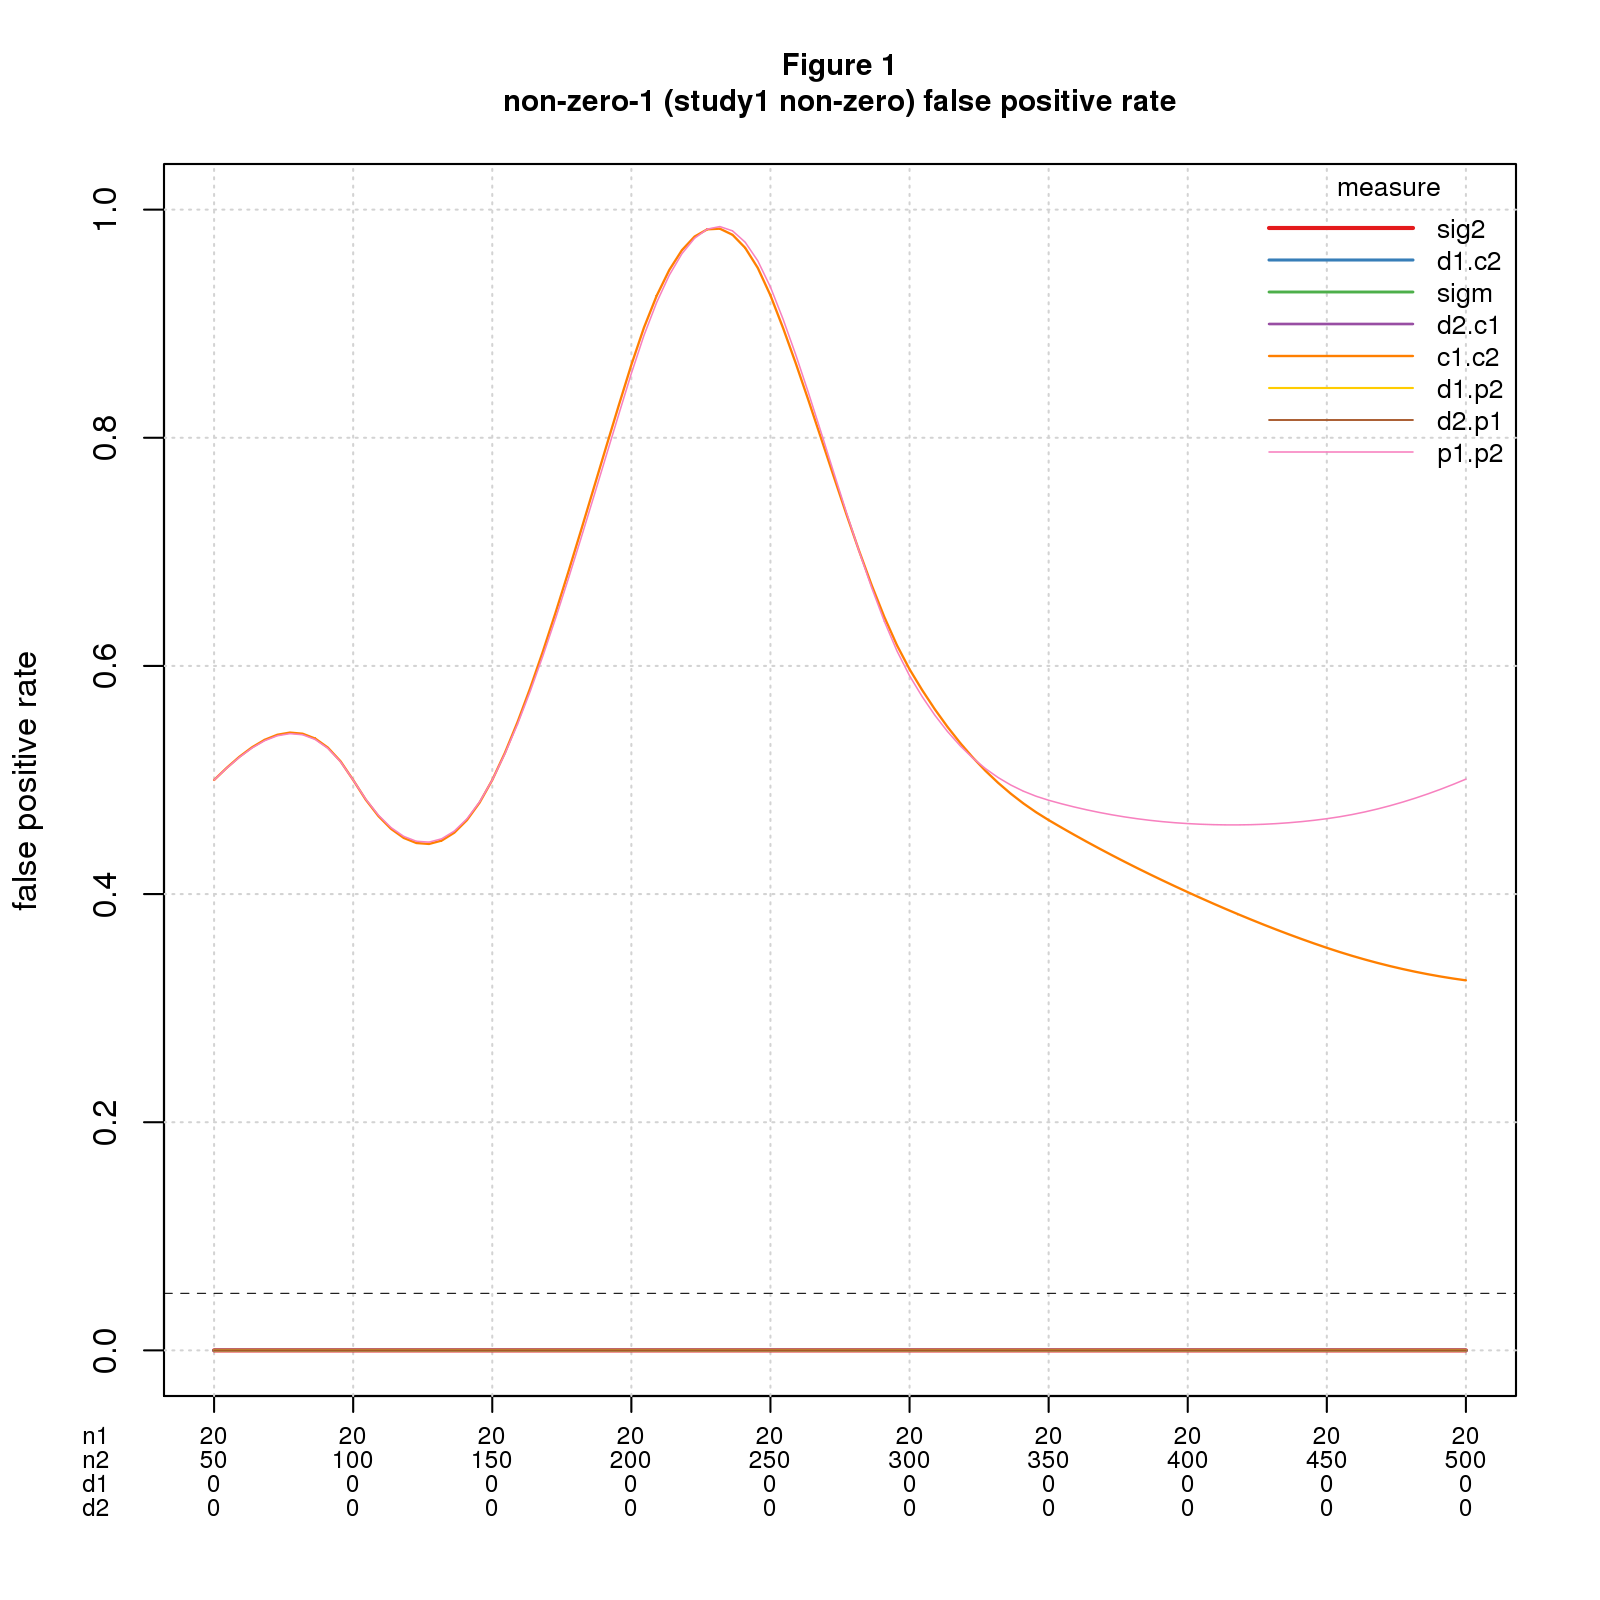 Figure 1
non-zero-1 (study1 non-zero) false positive rate
measure
sig2
d1.c2
sigm
d2.c1
c1.c2
d1.p2
d2.p1
p1.p2
false positive rate
1.0
0.8
0.6
0.4
0.2
0.0
n1 20 20 20 20 20 20 20 20 20 20
n2 50 100 150 200 250 300 350 400 450 500
d1 0 0 0 0 0 0 0 0 0 0
d2 0 0 0 0 0 0 0 0 0 0